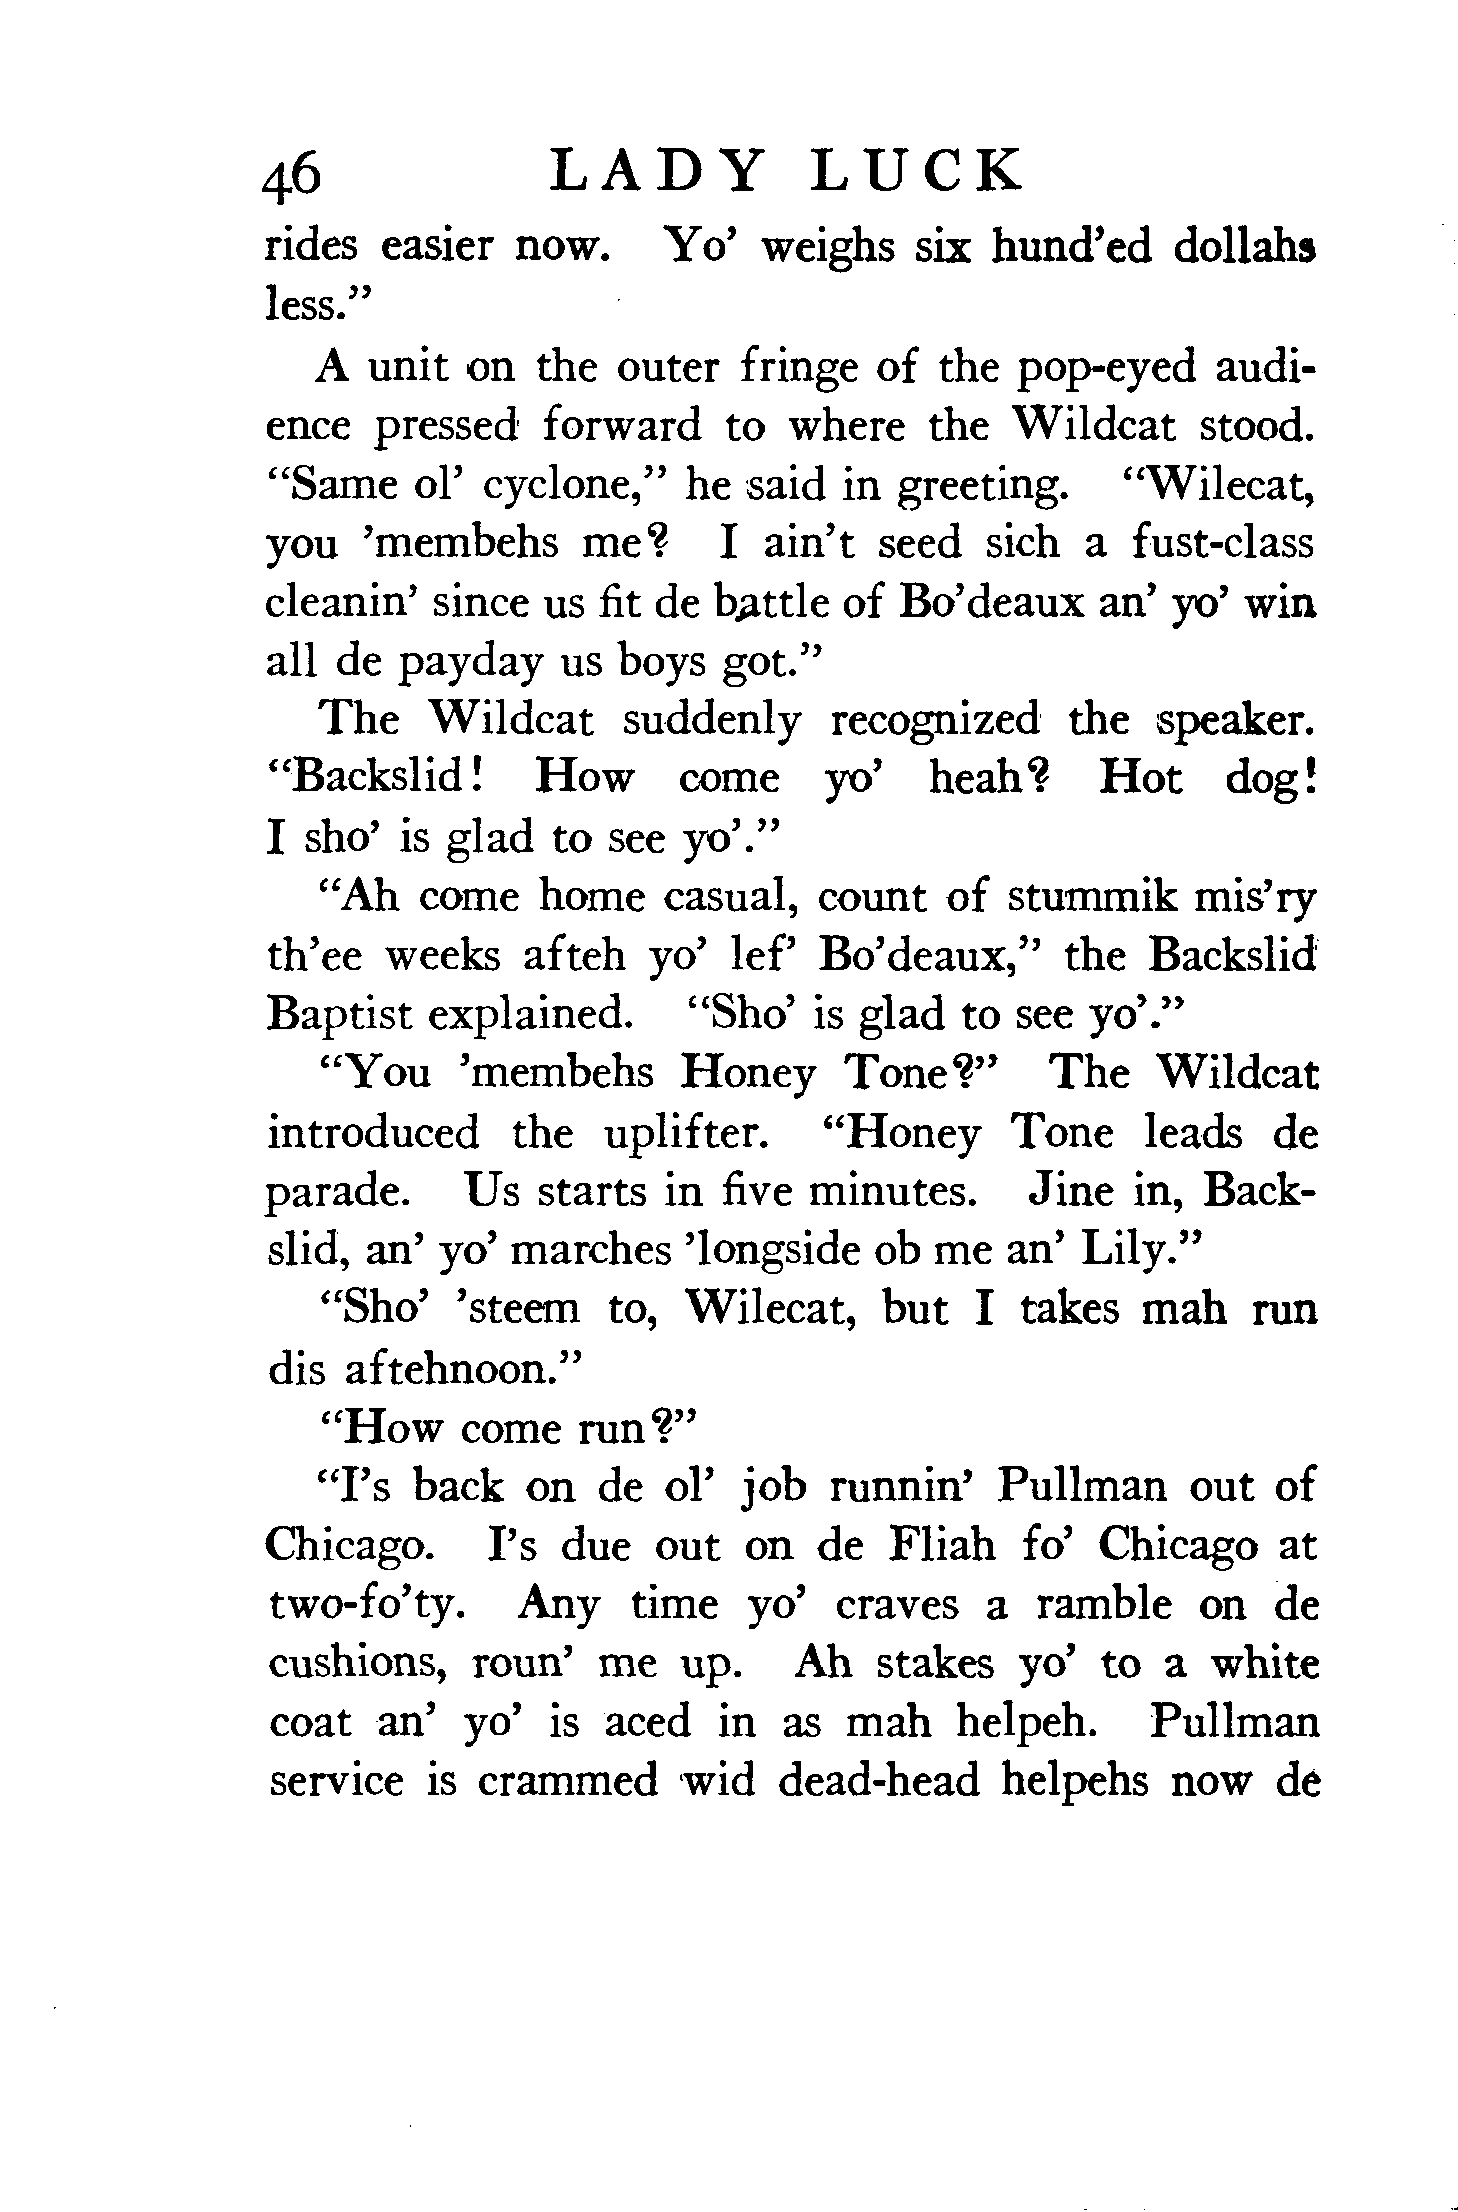 46 LADY LUCK
rides easier now. Yo’ weighs six hund’ed dollahs
less.”
A unit on the outer fringe of the pop-eyed audi-
ence pressed forward to where the Wildcat stood.
“Same ol’ cyclone,” he said in greeting. “Wilecat,
you ’membehs me? I ain’t seed sich a fust-class
cleanin’ since us fit de battle of Bo’deaux an’ yo’ win
all de payday us boys got.”
The Wildcat suddenly recognized the speaker.
“Backslid! How come yo’ heah? Hot dog!
I sho’ is glad to see yo’.”
“Ah come home casual, count of stummik mis’ry
th’ee weeks afteh yo’ lef’ Bo’deaux,” the Backslid
Baptist explained. “Sho’ is glad to see yo’.”
“You ’membehs Honey Tone?” The Wildcat
introduced the uplifter. “Honey Tone leads de
parade. Us starts in five minutes. Jine in, Back-
slid, an’ yo’ marches ’longside ob me an’ Lily.”
“Sho’ ’steem to, Wilecat, but I takes mah run
dis aftehnoon.”
“How come run?”
“I’s back on de ol’ job runnin’ Pullman out of
Chicago. I’s due out on de Fliah fo’ Chicago at
two-fo’ty. Any time yo’ craves a ramble on de
cushions, roun’ me up. Ah stakes yo’ to a white
coat an’ yo’ is aced in as mah helpeh. Pullman
service is crammed wid dead-head helpehs now de